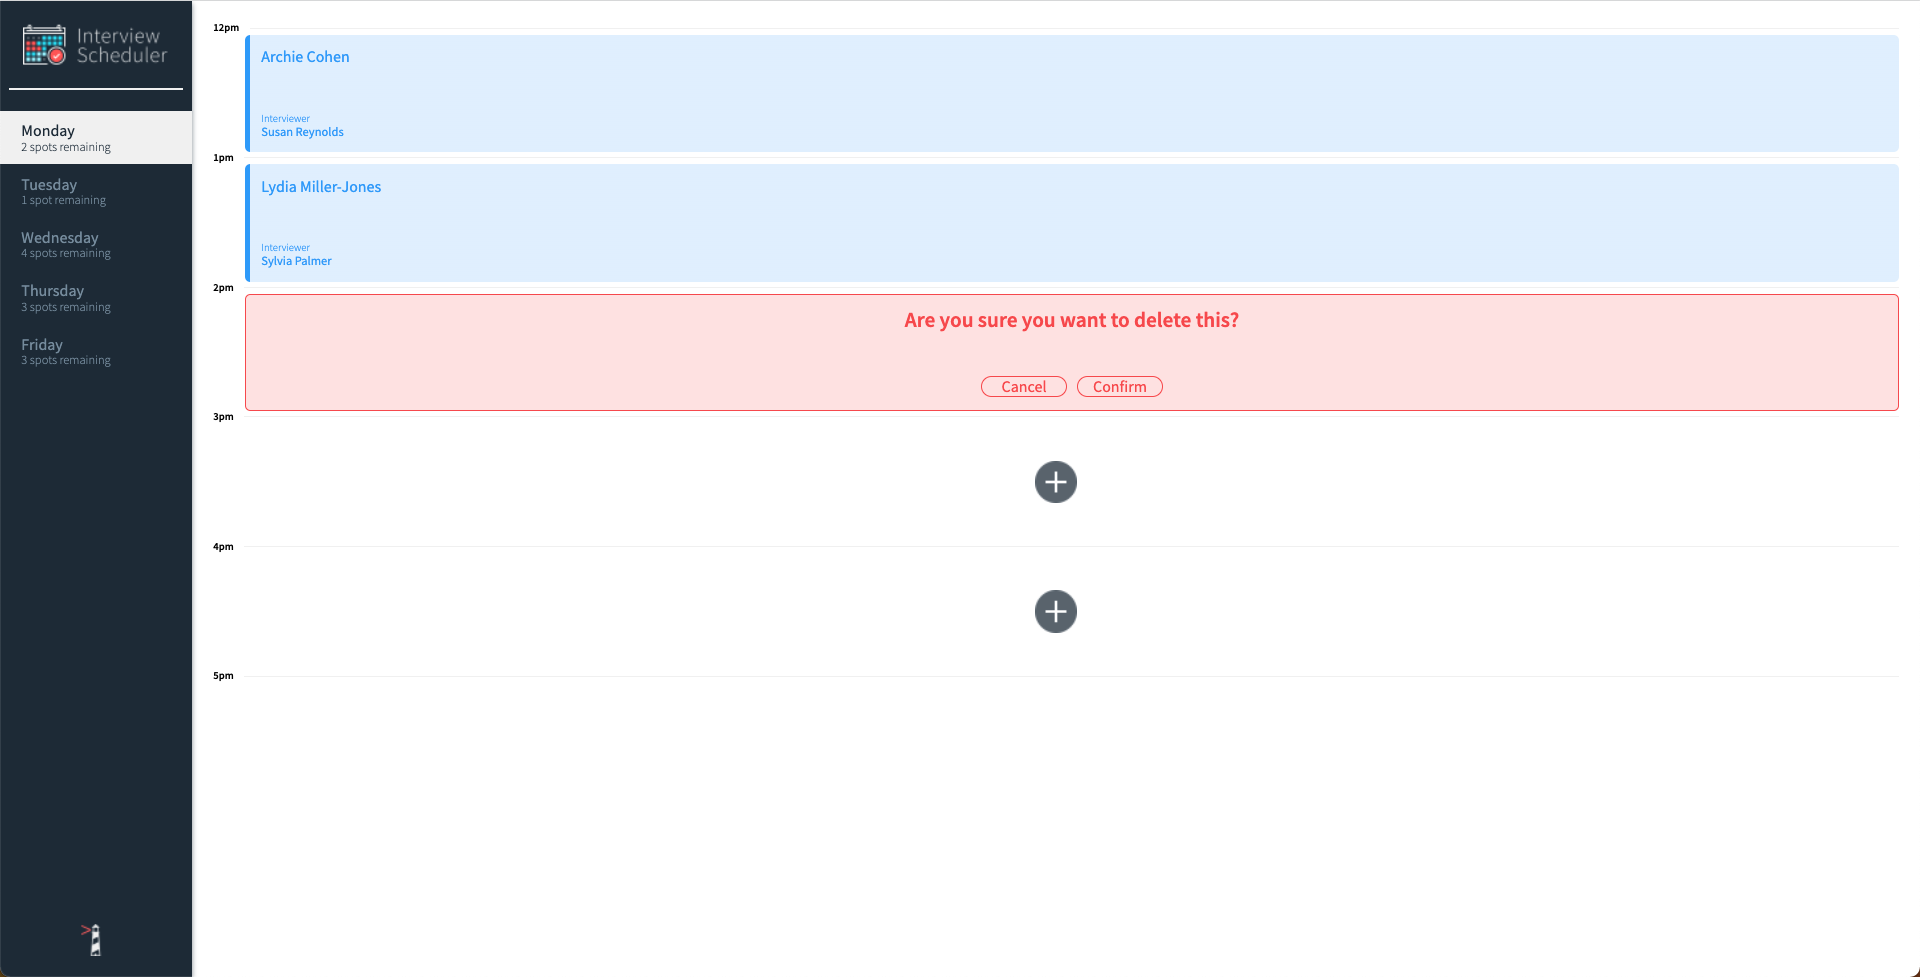 Interview
Scheduler
Monday
2 spots remaining
Tuesday
1 spot remaining
Wednesday
4 spots remaining
Thursday
3 spots remaining
Friday
3 spots remaining
12pm
Archie Cohen
Interviewer
Susan Reynolds
1pm
Lydia Miller-Jones
Interviewer
Sylvia Palmer
2pm
Are you sure you want to delete this?
Cancel Confirm
3pm
4pm
5pm